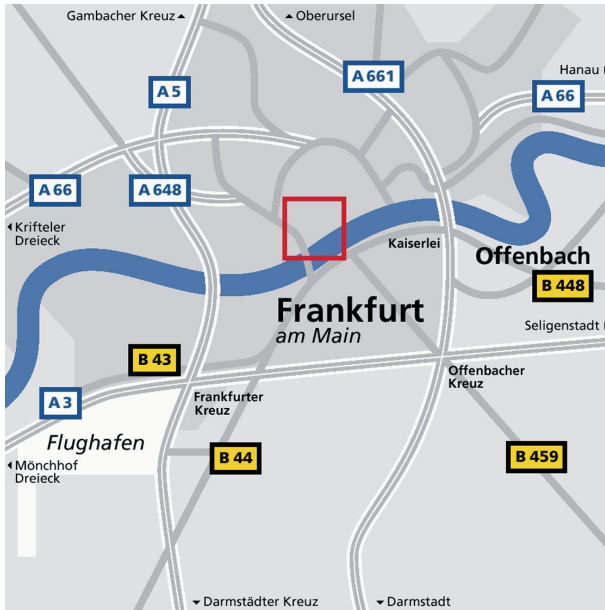 Gambacher Kreuz
Oberursel
Hanau
A 5
A 661
A 66
A 66
A 648
Krifteler
Dreieck
Kaiserlei
Offenbach
B 448
Frankfurt
am Main
Seligenstadt
B 43
Offenbacher
Kreuz
A 3
Frankfurter
Kreuz
Flughafen
Mönchhof
Dreieck
B 44
B 459
Darmstädter Kreuz
Darmstadt